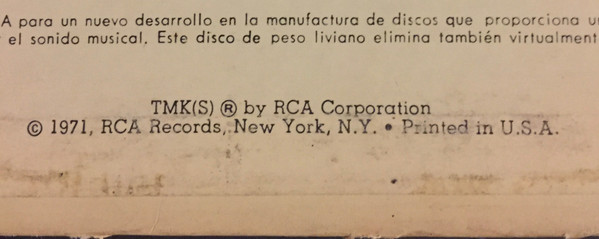 A para un nuevo desarrollo en la manufactura de discos que proporciona
el sonido musical. Este disco de peso liviano elimina también
TMK(S) ® by RCA Corporation
© 1971, RCA Records, New York, N.Y. • Printed in U.S.A.